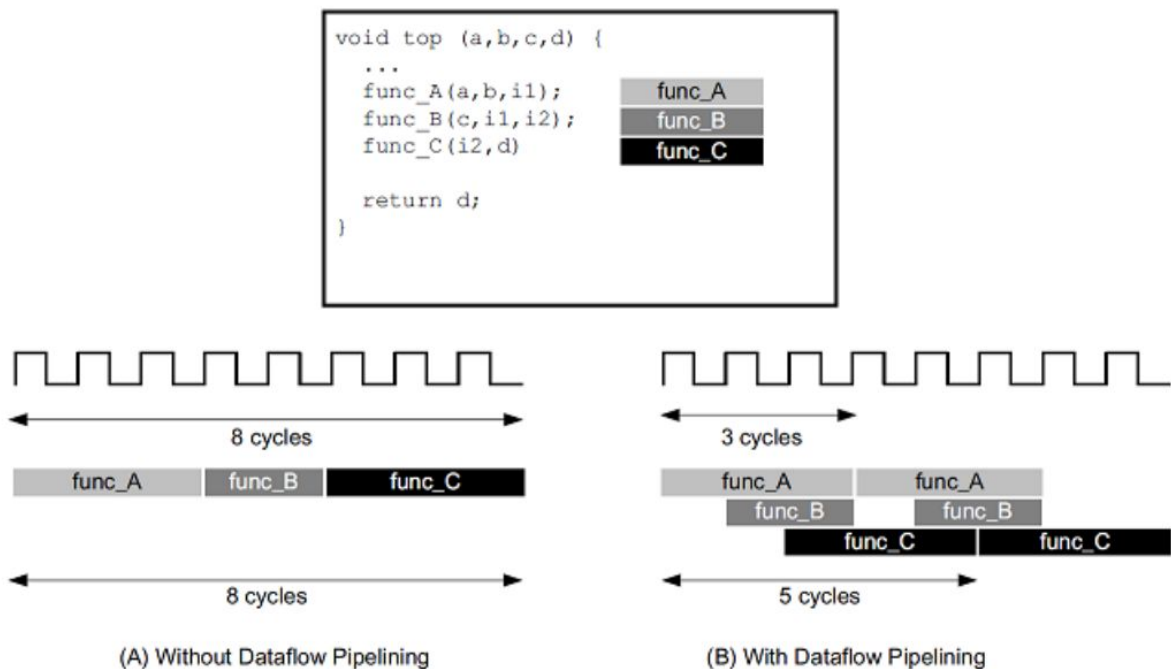 void top (a,b,c,d) {
...
func_A(a,b,i1);
func_B(c,i1,i2);
func_C(i2,d)
return d;
}
func_A
func_B
func_C
8 cycles
func_A func_B func_C
8 cycles
(A) Without Dataflow Pipelining
3 cycles
func_A func_A
func_B func_B
func_C func_C
5 cycles
(B) With Dataflow Pipelining